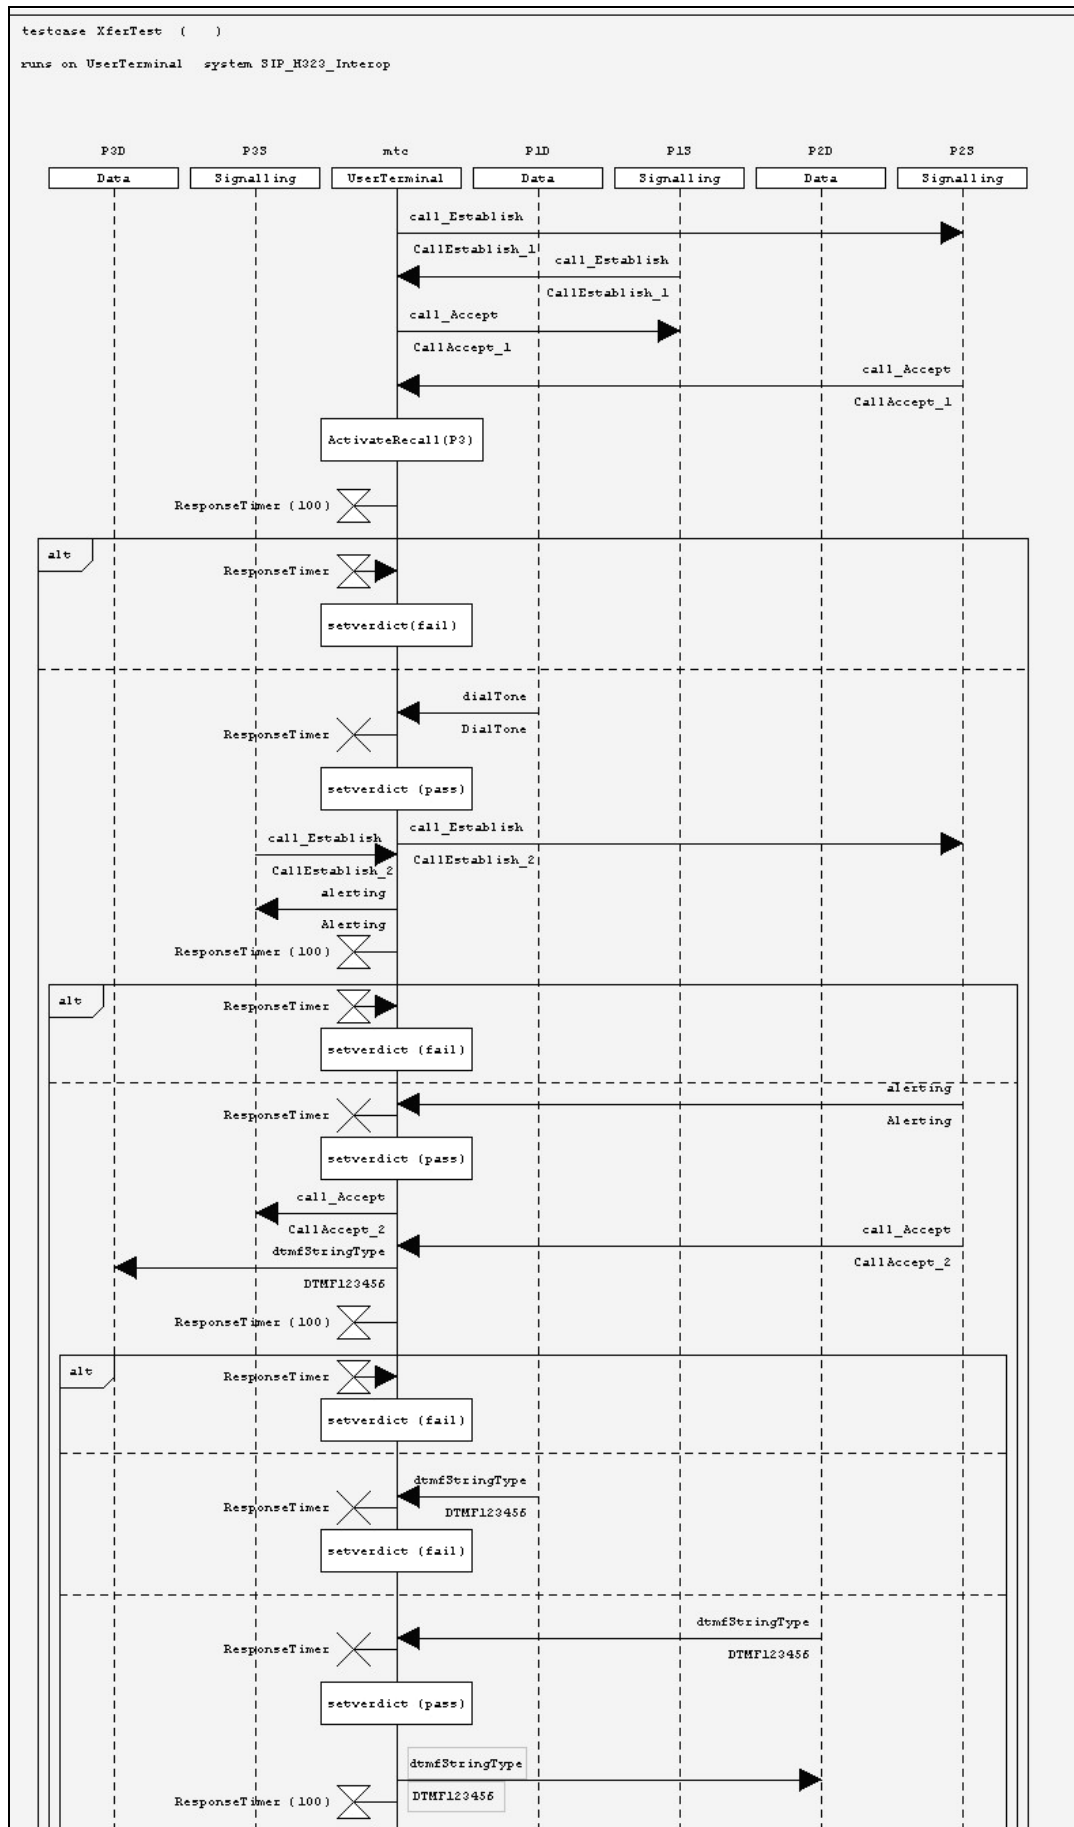 testcase XferTest ( )
runs on UserTerminal system SIP_H323_Interop
P3D P3S mtc P1D P1S P2D P2S
Data Signalling UserTerminal Data Signalling Data Signalling
call_Establish
CallEstablish_1
call_Establish
CallEstablish_1
call_Accept
CallAccept_1
call_Accept
CallAccept_1
ActivateRecall(P3)
ResponseTimer (100)
alt
ResponseTimer
setverdict(fail)
dialTone
DialTone
ResponseTimer
setverdict (pass)
call_Establish
CallEstablish_2
call_Establish
CallEstablish_2
alerting
Alerting
ResponseTimer (100)
alt
ResponseTimer
setverdict (fail)
alerting
Alerting
ResponseTimer
setverdict (pass)
call_Accept
CallAccept_2
call_Accept
CallAccept_2
dtmfStringType
DTMF123456
ResponseTimer (100)
alt
ResponseTimer
setverdict (fail)
dtmfStringType
DTMF123456
ResponseTimer
setverdict (fail)
dtmfStringType
DTMF123456
ResponseTimer
setverdict (pass)
dtmfStringType
DTMF123456
ResponseTimer (100)